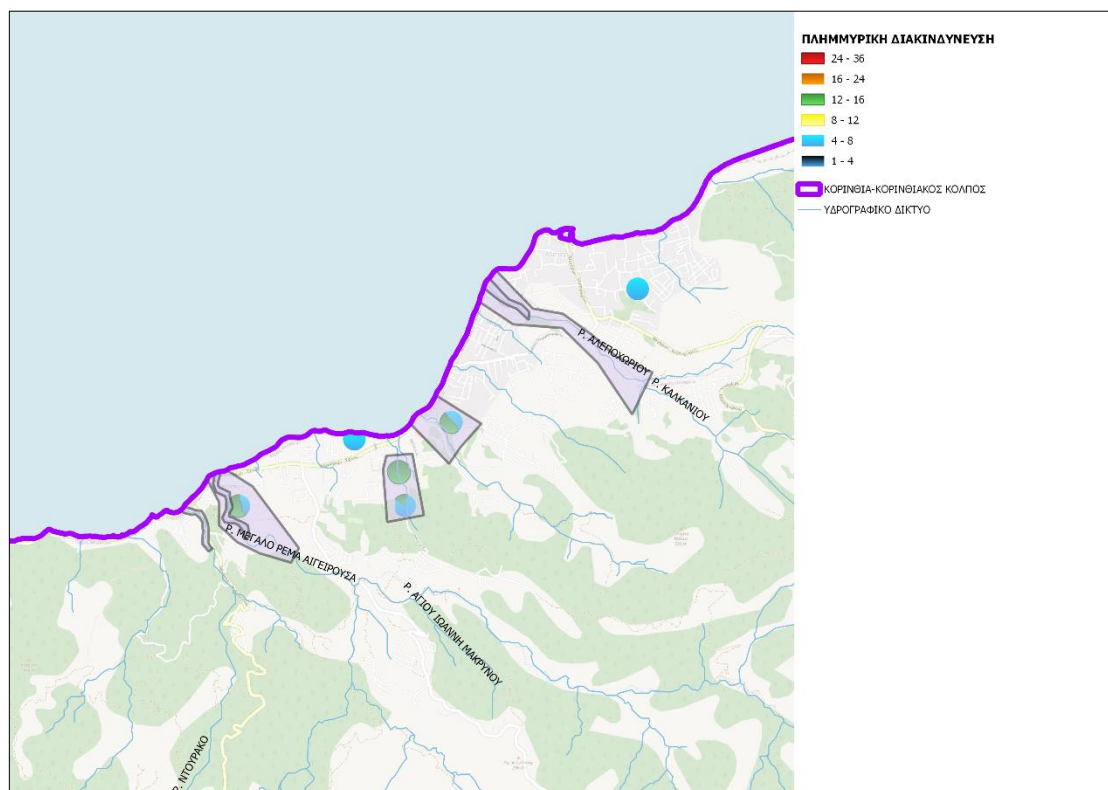 ΠΛΗΜΜΥΡΙΚΗ ΔΙΑΚΙΝΔΥΝΕΥΣΗ
24 - 36
16 - 24
12 - 16
8 - 12
4 - 8
1 - 4
ΚΟΡΙΝΘΙΑ-ΚΟΡΙΝΘΙΑΚΟΣ ΚΟΛΠΟΣ
ΥΔΡΟΓΡΑΦΙΚΟ ΔΙΚΤΥΟ
Ρ. ΑΛΕΠΟΧΩΡΙΟΥ
Ρ. ΚΑΛΚΑΝΙΟΥ
Ρ. ΜΕΓΑΛΟ ΡΕΜΑ ΑΙΓΕΙΡΟΥΣΑ
Ρ. ΑΓΙΟΥ ΙΩΑΝΝΗ ΜΑΚΡΥΝΟΥ
Ρ. ΝΤΟΥΡΑΚΟ